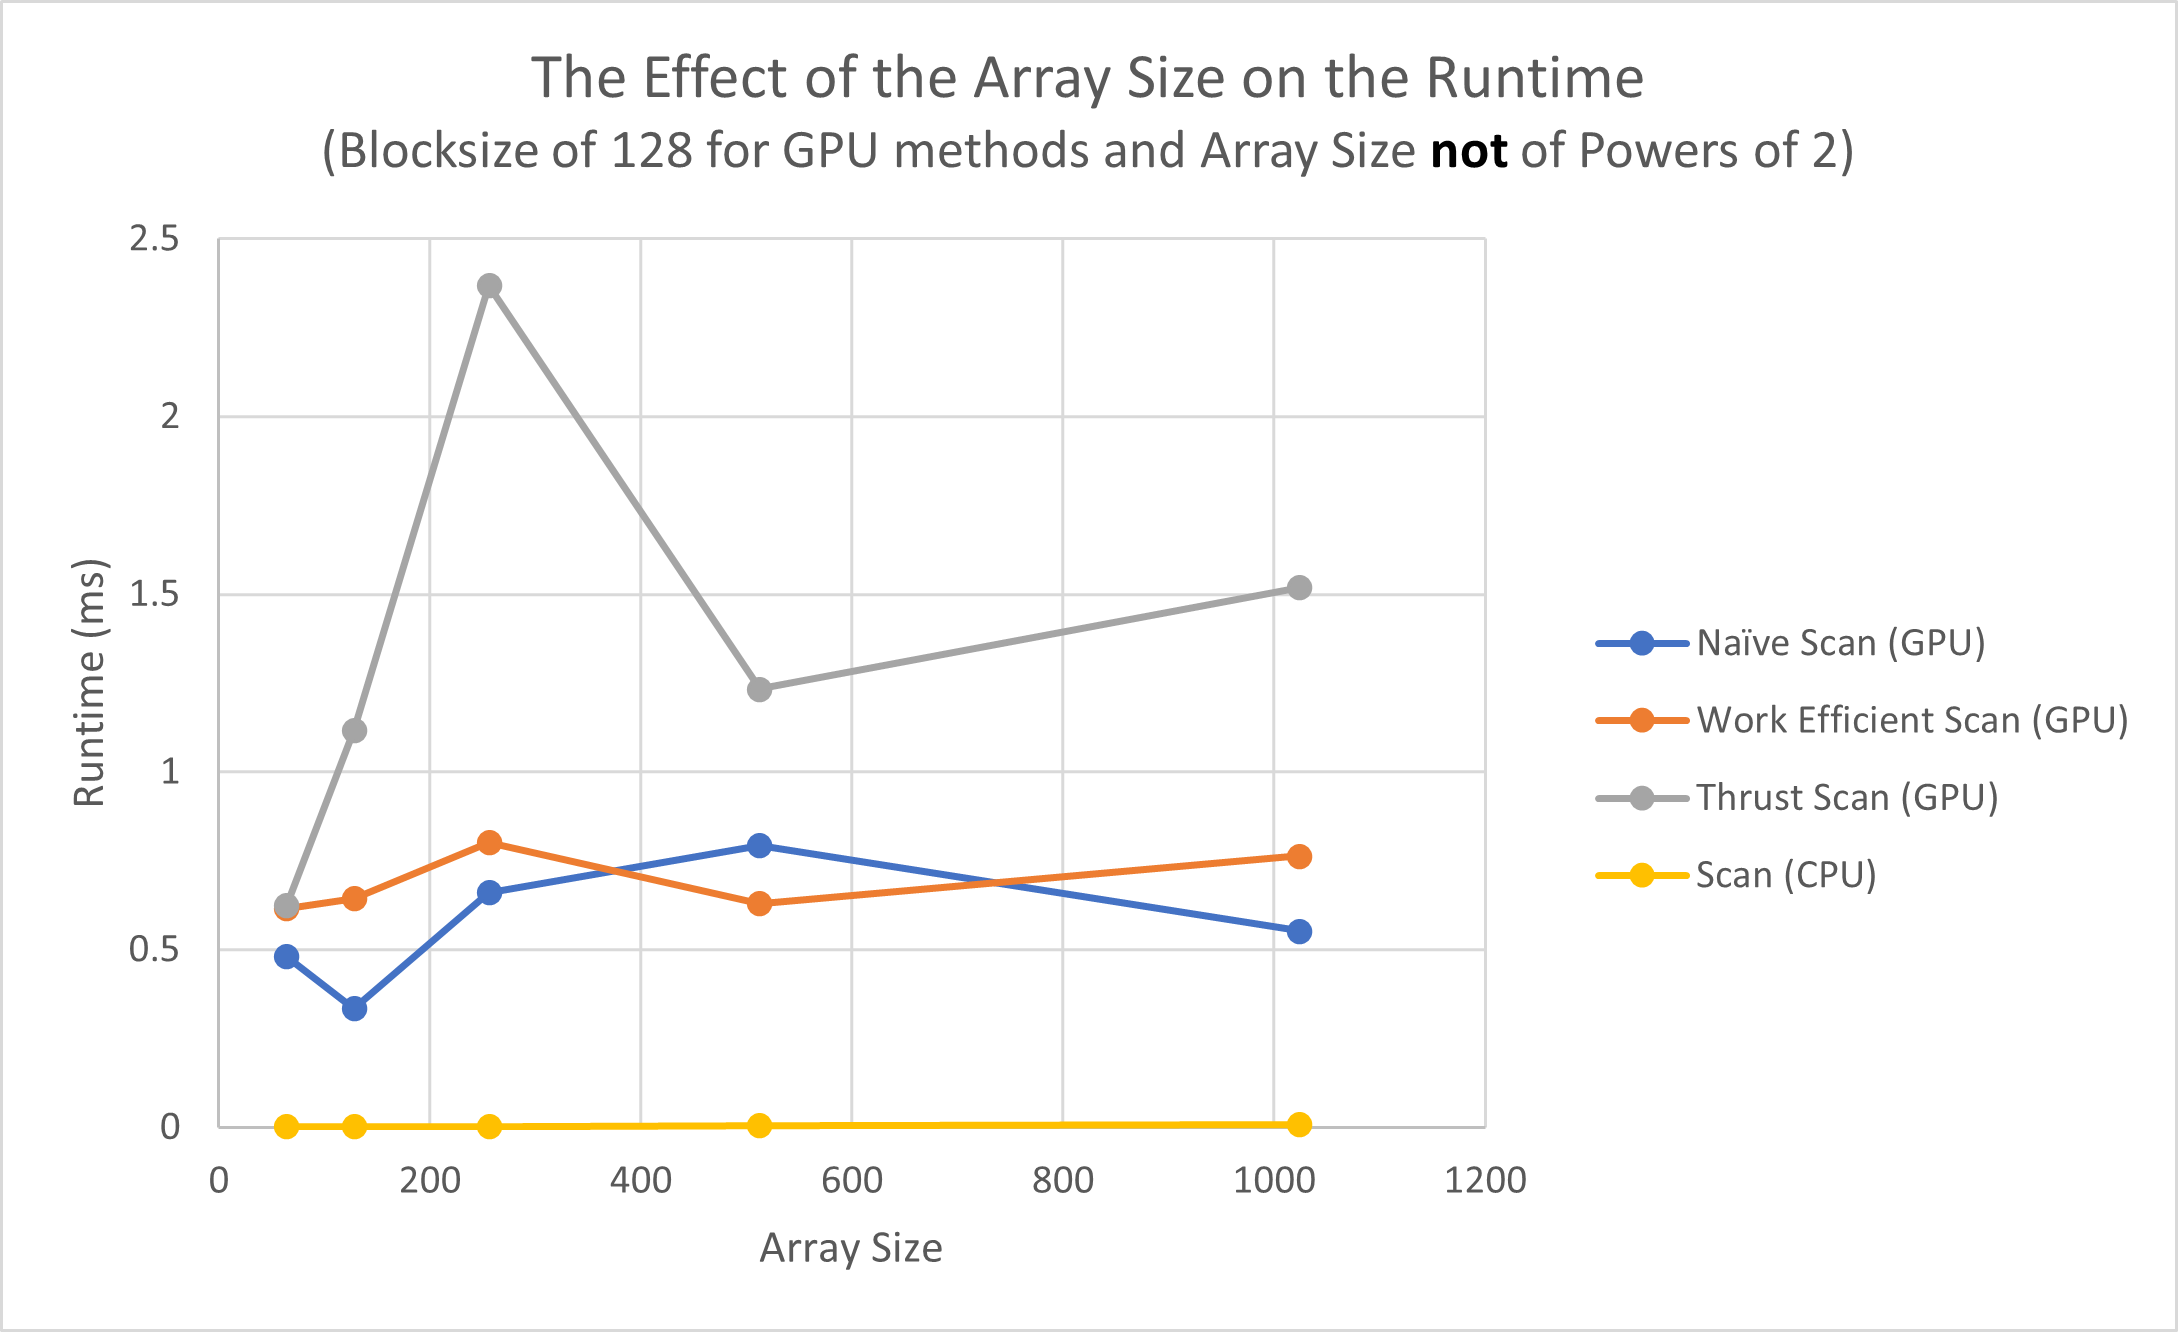 The Effect of the Array Size on the Runtime
(Blocksize of 128 for GPU methods and Array Size not of Powers of 2)
2.5
2
1.5
1
0.5
0
Runtime (ms)
0 200 400 600 800 1000 1200
Array Size
Naïve Scan (GPU)
Work Efficient Scan (GPU)
Thrust Scan (GPU)
Scan (CPU)